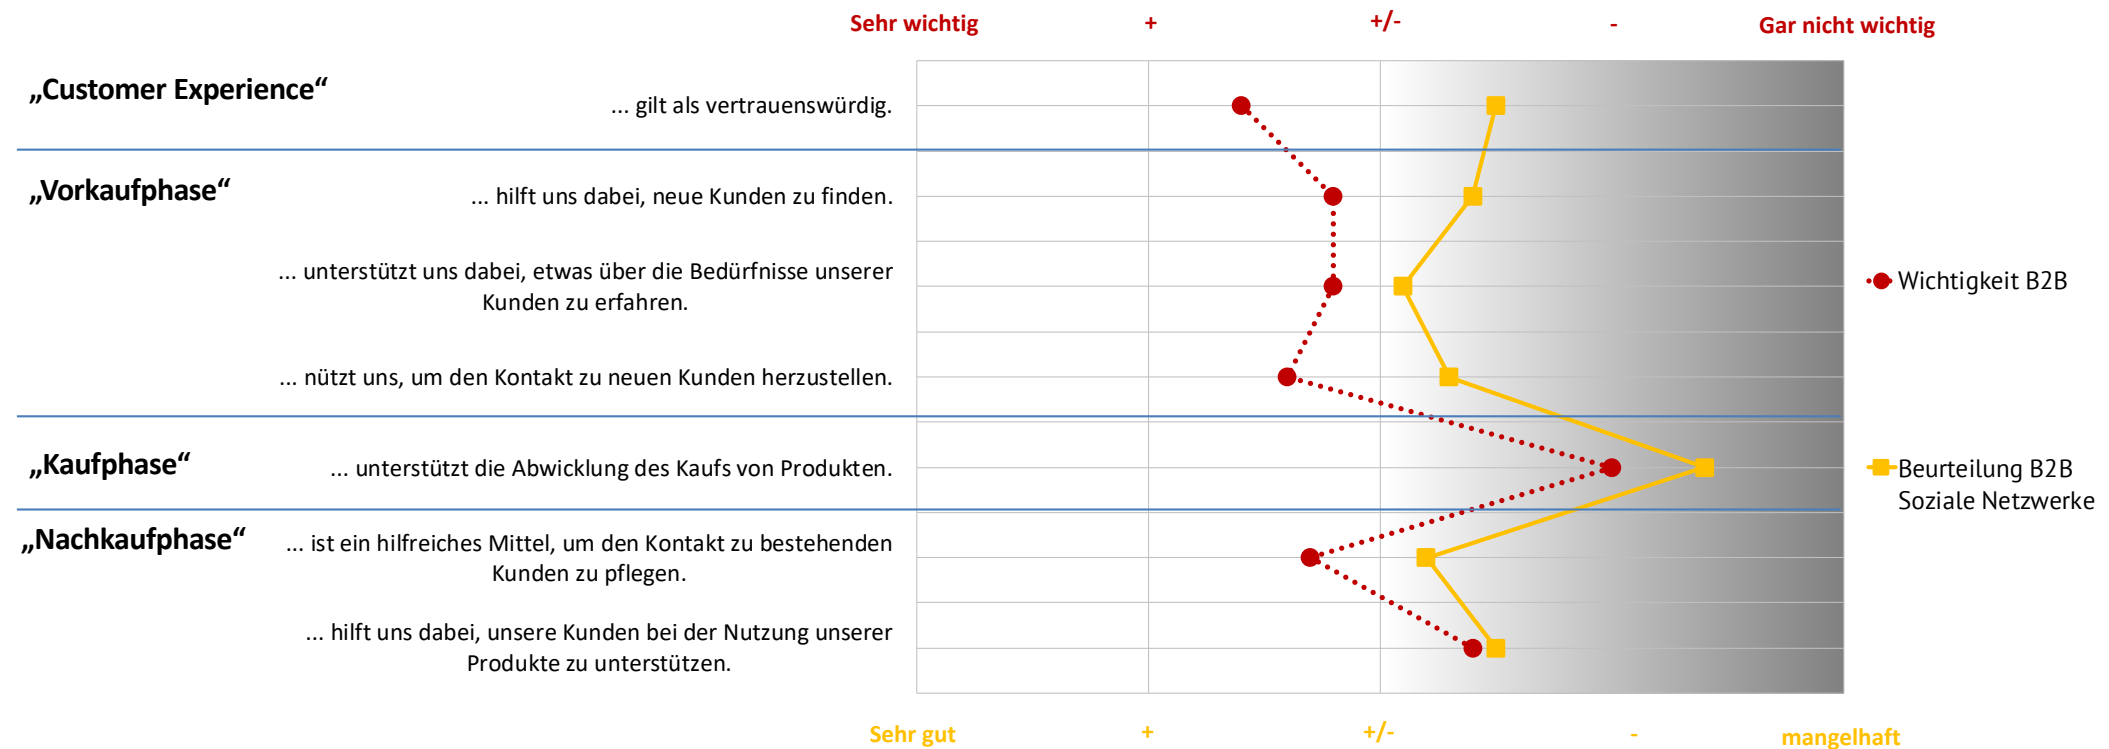 Sehr wichtig + +/- - Gar nicht wichtig
„Customer Experience“
... gilt als vertrauenswürdig.
„Vorkaufphase“
... hilft uns dabei, neue Kunden zu finden.
... unterstützt uns dabei, etwas über die Bedürfnisse unserer
Kunden zu erfahren.
... nützt uns, um den Kontakt zu neuen Kunden herzustellen.
„Kaufphase“
... unterstützt die Abwicklung des Kaufs von Produkten.
„Nachkaufphase“
... ist ein hilfreiches Mittel, um den Kontakt zu bestehenden
Kunden zu pflegen.
... hilft uns dabei, unsere Kunden bei der Nutzung unserer
Produkte zu unterstützen.
Wichtigkeit B2B
Beurteilung B2B
Soziale Netzwerke
Sehr gut + +/- - mangelhaft